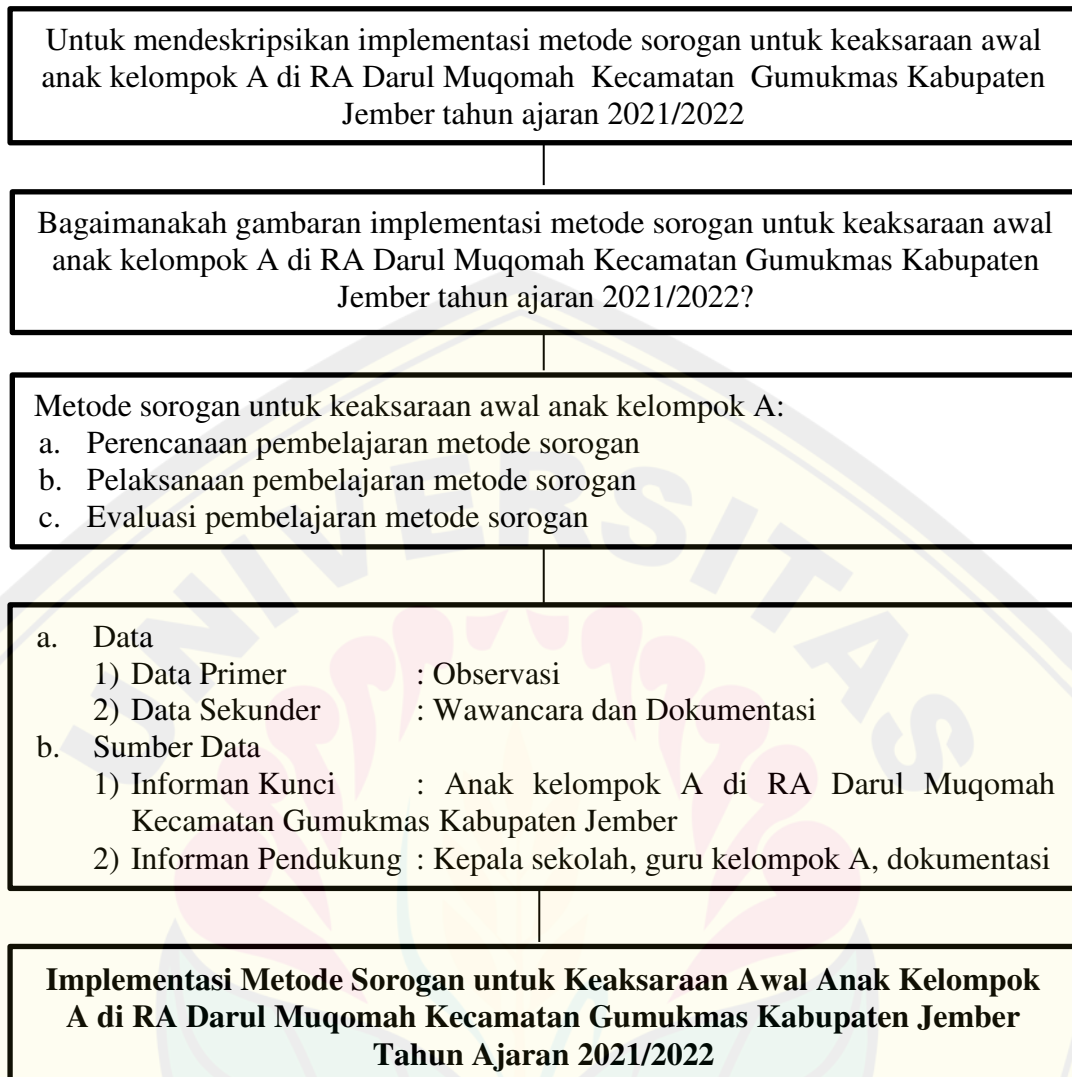 Untuk mendeskripsikan implementasi metode sorogan untuk keaksaraan awal
anak kelompok A di RA Darul Muqomah Kecamatan Gumukmas Kabupaten
Jember tahun ajaran 2021/2022
Bagaimanakah gambaran implementasi metode sorogan untuk keaksaraan awal
anak kelompok A di RA Darul Muqomah Kecamatan Gumukmas Kabupaten
Jember tahun ajaran 2021/2022?
Metode sorogan untuk keaksaraan awal anak kelompok A:
a. Perencanaan pembelajaran metode sorogan
b. Pelaksanaan pembelajaran metode sorogan
c. Evaluasi pembelajaran metode sorogan
a. Data
1) Data Primer : Observasi
2) Data Sekunder : Wawancara dan Dokumentasi
b. Sumber Data
1) Informan Kunci : Anak kelompok A di RA Darul Muqomah
Kecamatan Gumukmas Kabupaten Jember
2) Informan Pendukung : Kepala sekolah, guru kelompok A, dokumentasi
Implementasi Metode Sorogan untuk Keaksaraan Awal Anak Kelompok
A di RA Darul Muqomah Kecamatan Gumukmas Kabupaten Jember
Tahun Ajaran 2021/2022
UNIVERSITAS